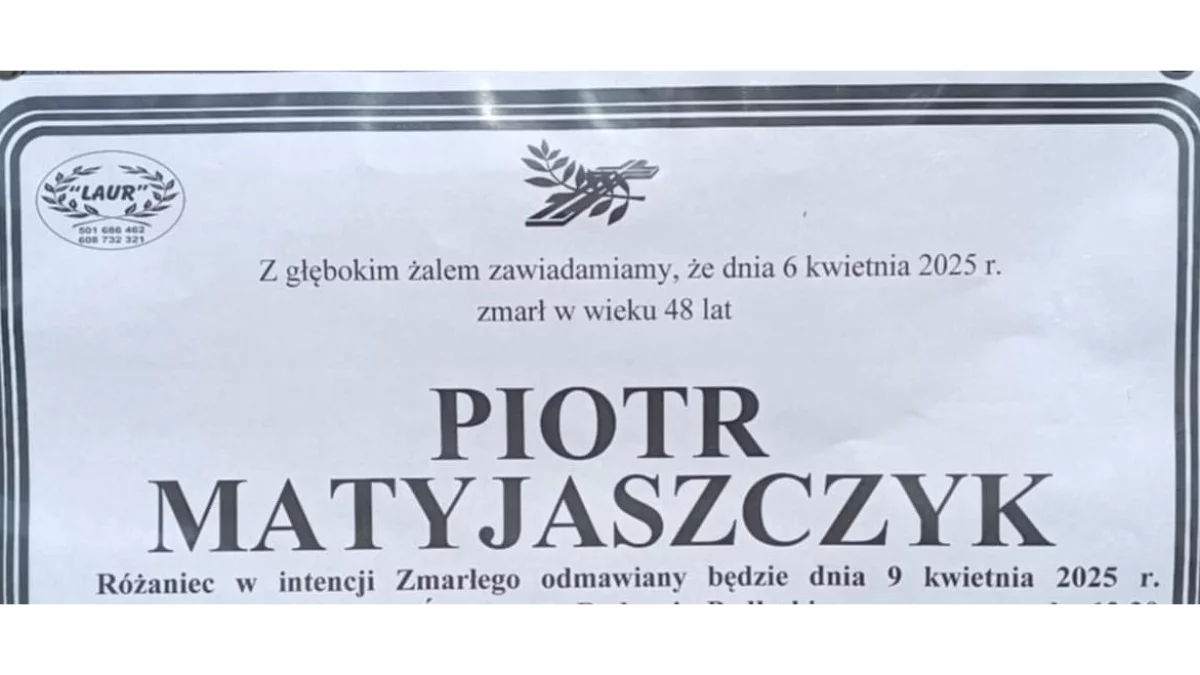 "LAUR"
501 686 462
608 732 321
Z głębokim żalem zawiadamiamy, że dnia 6 kwietnia 2025 r.
zmarł w wieku 48 lat
PIOTR
MATYJASZCZYK
Różaniec w intencji Zmarłego odmawiany będzie dnia 9 kwietnia 2025 r.